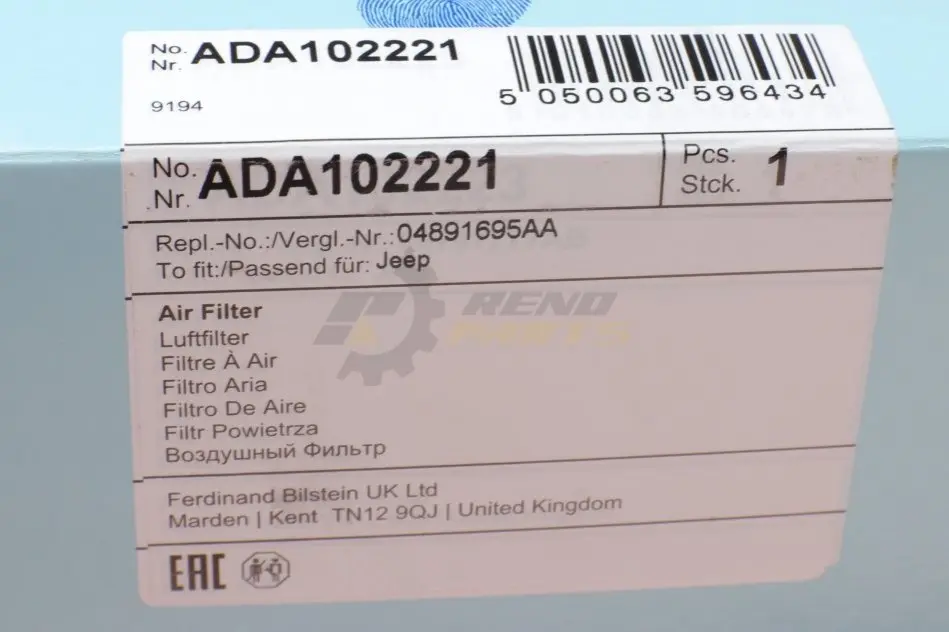 No. ADA102221
Nr.
9194
5 050063 596434
No. ADA102221
Nr.
Pcs. 1
Stck.
Repl.-No.:/Vergl.-Nr.: 04891695AA
To fit:/Passend für: Jeep
RENO
PARTS
Air Filter
Luftfilter
Filtre À Air
Filtro Aria
Filtro De Aire
Filtr Powietrza
Воздушный Фильтр
Ferdinand Bilstein UK Ltd
Marden | Kent TN12 9QJ | United Kingdom
EAC